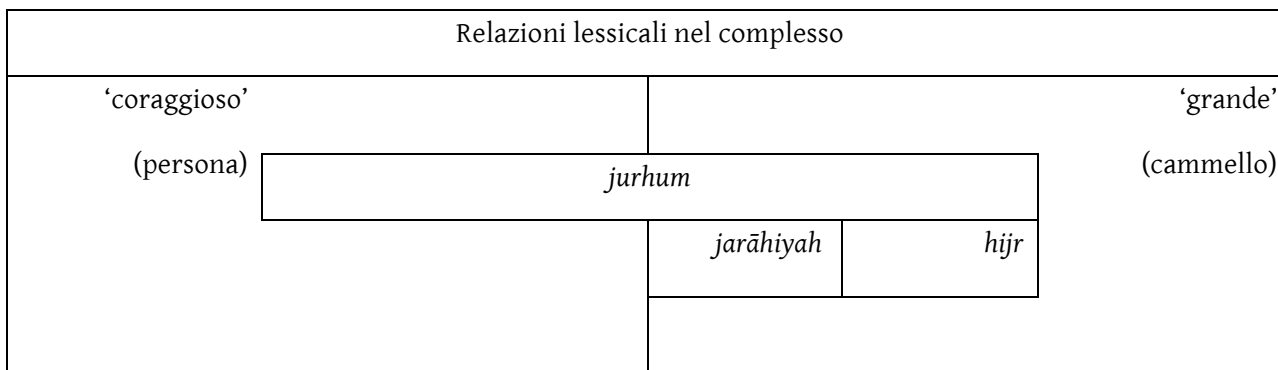 Relazioni lessicali nel complesso
‘coraggioso’ ‘grande’
(persona) jurhum (cammello)
jarāhiyah hijr